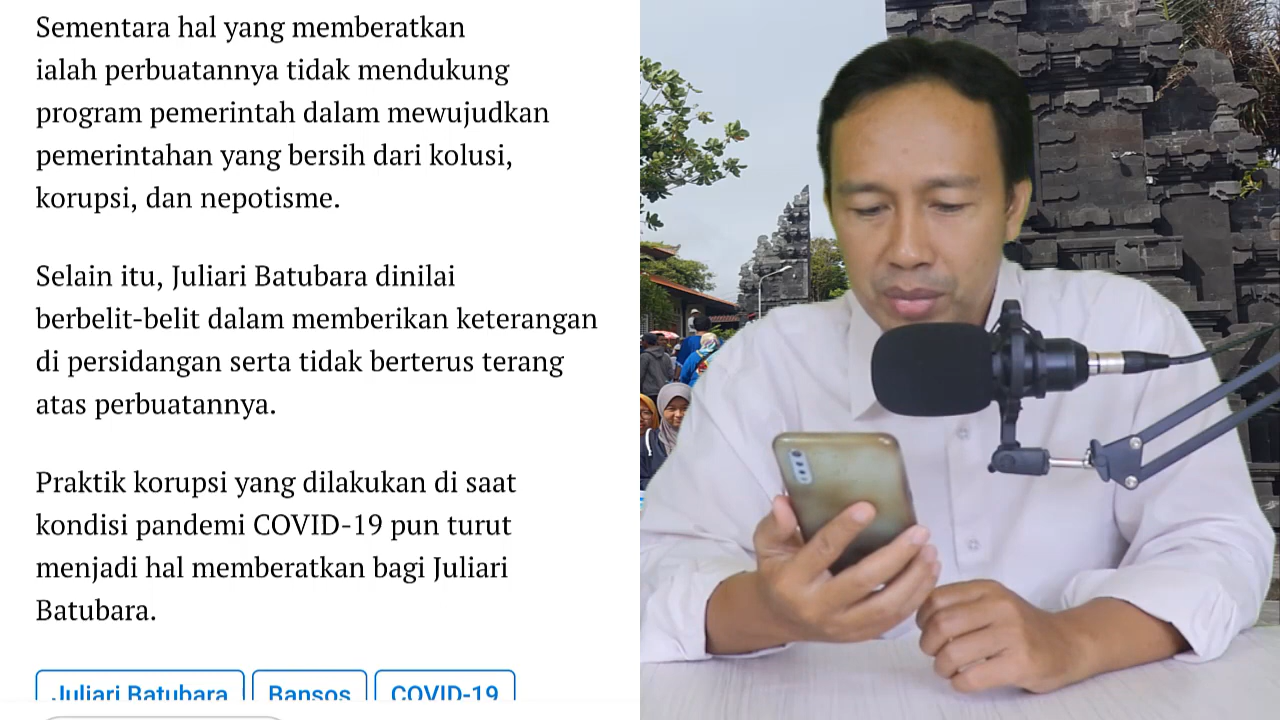 Sementara hal yang memberatkan
ialah perbuatannya tidak mendukung
program pemerintah dalam mewujudkan
pemerintahan yang bersih dari kolusi,
korupsi, dan nepotisme.
Selain itu, Juliari Batubara dinilai
berbelit-belit dalam memberikan keterangan
di persidangan serta tidak berterus terang
atas perbuatannya.
Praktik korupsi yang dilakukan di saat
kondisi pandemi COVID-19 pun turut
menjadi hal memberatkan bagi Juliari
Batubara.
Juliari Batubara Bansos COVID-19